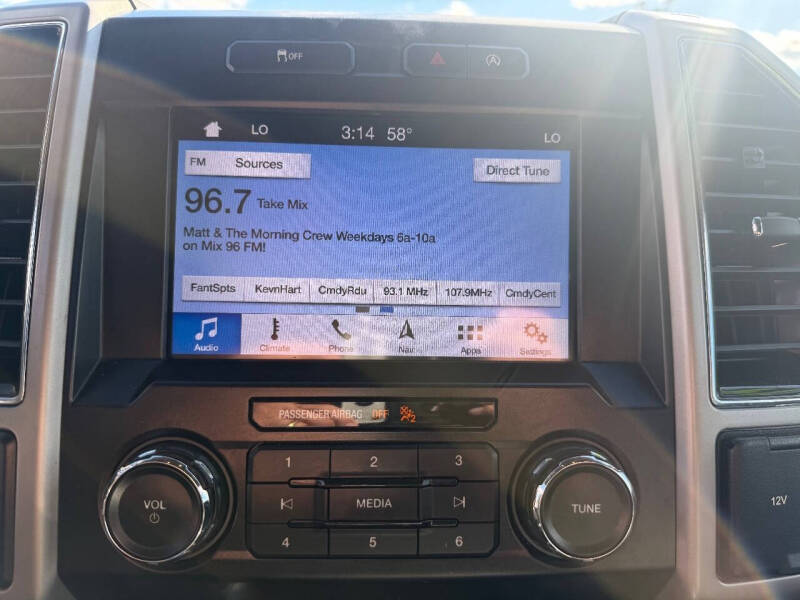 OFF
A
LO 3:14 58° LO
FM Sources Direct Tune
96.7 Take Mix
Matt & The Morning Crew Weekdays 6a-10a
on Mix 96 FM!
FantSpts KevnHart CmdyRdu 93.1 MHz 107.9MHz CmdyCent
Audio Climate Phone Nav Apps Settings
PASSENGER AIRBAG OFF 2
1 2 3
VOL MEDIA TUNE
4 5 6
12V